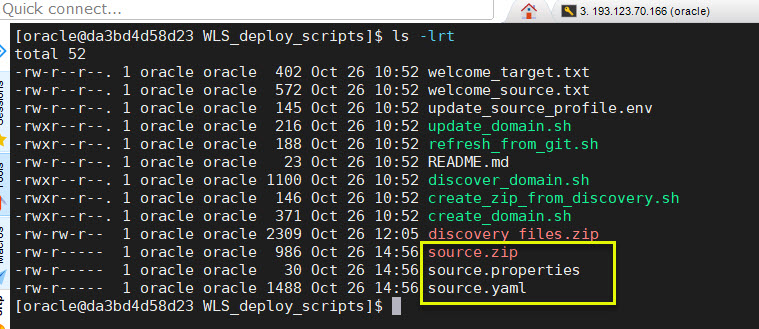 Quick connect...
3. 193.123.70.166 (oracle)
[oracle@da3bd4d58d23 WLS_deploy_scripts]$ ls -lrt
total 52
-rw-r--r--. 1 oracle oracle  402 Oct 26 10:52 welcome_target.txt
-rw-r--r--. 1 oracle oracle  572 Oct 26 10:52 welcome_source.txt
-rw-r--r--. 1 oracle oracle  145 Oct 26 10:52 update_source_profile.env
-rwxr--r--. 1 oracle oracle  216 Oct 26 10:52 update_domain.sh
-rwxr--r--. 1 oracle oracle  188 Oct 26 10:52 refresh_from_git.sh
-rw-r--r--. 1 oracle oracle   23 Oct 26 10:52 README.md
-rwxr--r--. 1 oracle oracle 1100 Oct 26 10:52 discover_domain.sh
-rwxr--r--. 1 oracle oracle  146 Oct 26 10:52 create_zip_from_discovery.sh
-rwxr--r--. 1 oracle oracle  371 Oct 26 10:52 create_domain.sh
-rw-rw-r--  1 oracle oracle 2309 Oct 26 12:05 discovery_files.zip
-rw-r-----  1 oracle oracle  986 Oct 26 14:56 source.zip
-rw-r-----  1 oracle oracle   30 Oct 26 14:56 source.properties
-rw-r-----  1 oracle oracle 1488 Oct 26 14:56 source.yaml
[oracle@da3bd4d58d23 WLS_deploy_scripts]$
Sessions
Tools
Macros